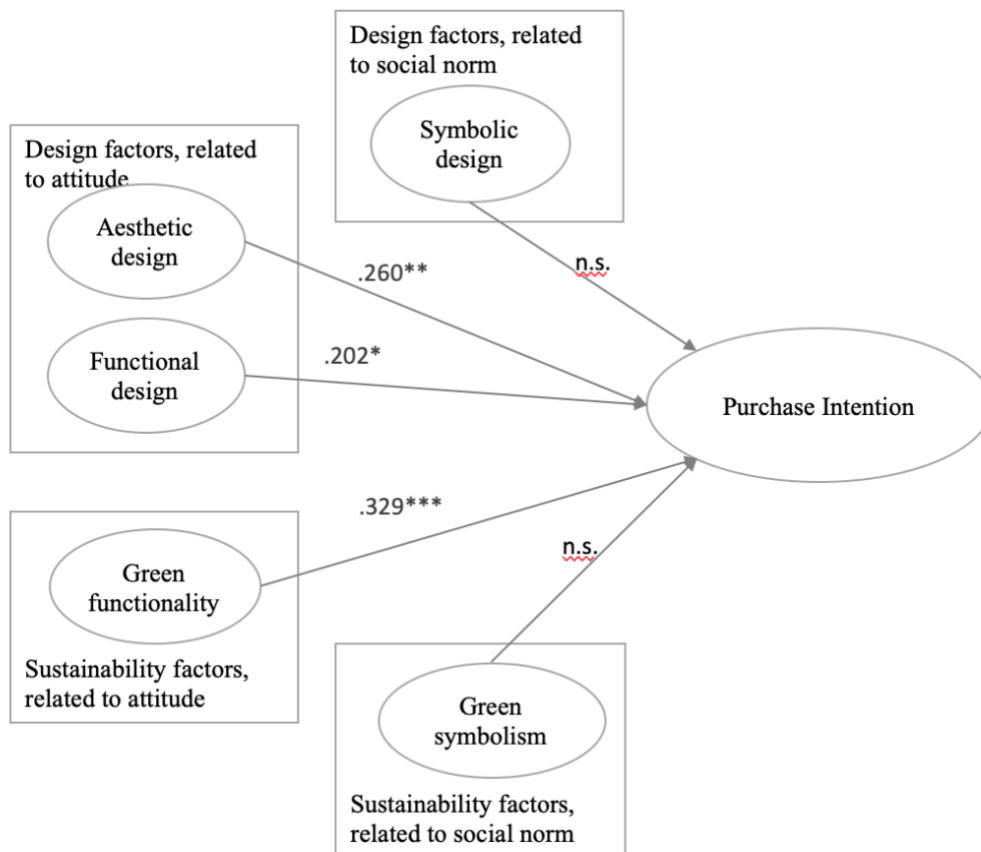 Design factors, related
to social norm
Symbolic
design
Design factors, related
to attitude
Aesthetic
design
.260**
n.s.
Functional
design
.202*
Purchase Intention
.329***
n.s.
Green
functionality
Sustainability factors,
related to attitude
Green
symbolism
Sustainability factors,
related to social norm